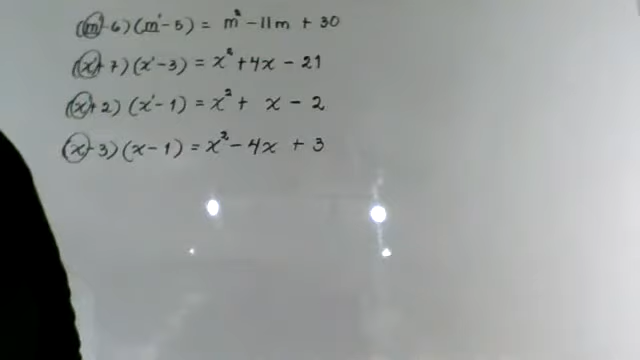 (m-6)(m-5) = m² - 11m + 30
(x+7)(x-3) = x² + 4x - 21
(x+2)(x-1) = x² + x - 2
(x-3)(x-1) = x² - 4x + 3